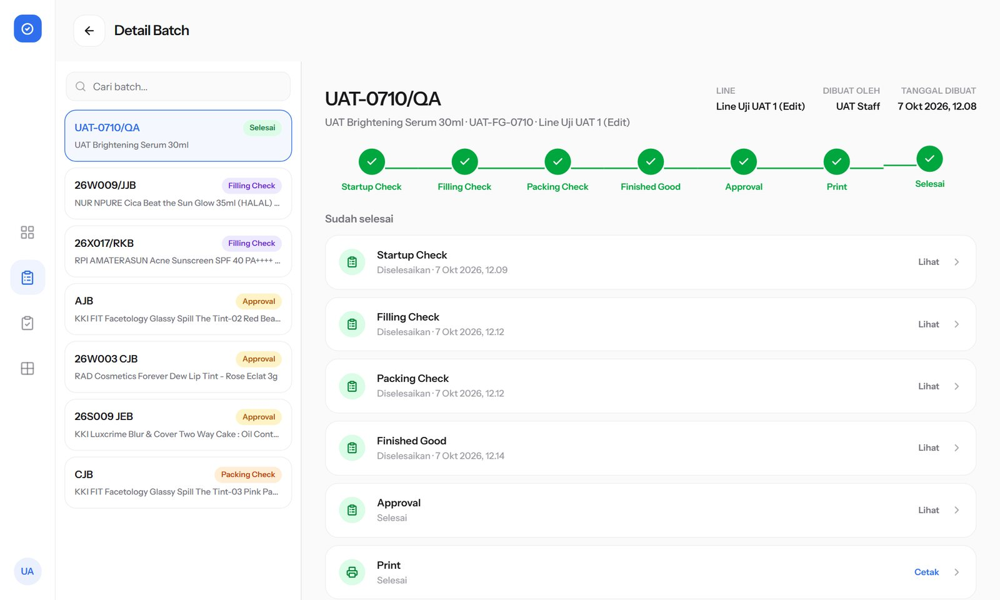 Detail Batch
Cari batch...
UAT-0710/QA
Selesai
UAT Brightening Serum 30ml
26W009/JJB
Filling Check
NUR NPURE Cica Beat the Sun Glow 35ml (HALAL) ...
26X017/RKB
Filling Check
RPI AMATERASUN Acne Sunscreen SPF 40 PA++++ ...
AJB
Approval
KKI FIT Facetology Glassy Spill The Tint-02 Red Bea...
26W003 CJB
Approval
RAD Cosmetics Forever Dew Lip Tint - Rose Eclat 3g
26S009 JEB
Approval
KKI Luxcrime Blur & Cover Two Way Cake : Oil Cont...
CJB
Packing Check
KKI FIT Facetology Glassy Spill The Tint-03 Pink Pa...
UA
UAT-0710/QA
UAT Brightening Serum 30ml · UAT-FG-0710 · Line Uji UAT 1 (Edit)
LINE
Line Uji UAT 1 (Edit)
DIBUAT OLEH
UAT Staff
TANGGAL DIBUAT
7 Okt 2026, 12.08
Startup Check
Filling Check
Packing Check
Finished Good
Approval
Print
Selesai
Sudah selesai
Startup Check
Diselesaikan · 7 Okt 2026, 12.09
Lihat
Filling Check
Diselesaikan · 7 Okt 2026, 12.12
Lihat
Packing Check
Diselesaikan · 7 Okt 2026, 12.12
Lihat
Finished Good
Diselesaikan · 7 Okt 2026, 12.14
Lihat
Approval
Selesai
Lihat
Print
Selesai
Cetak